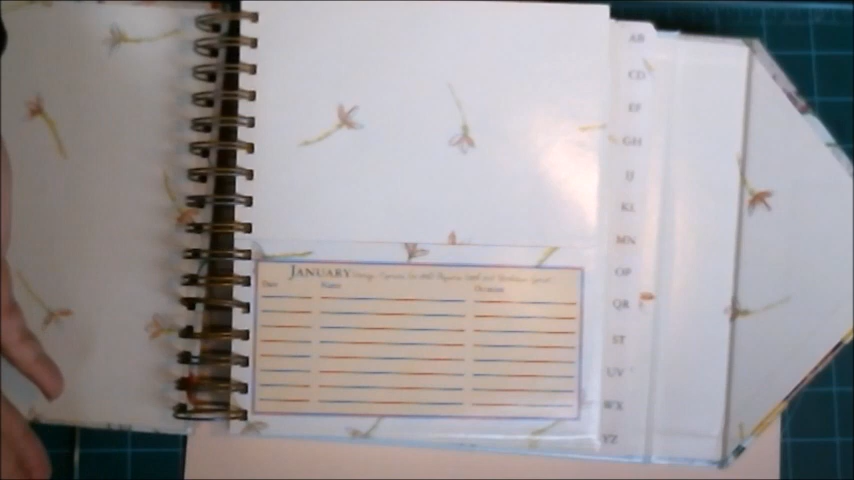 AB
CD
EF
GH
IJ
KL
MN
OP
QR
ST
UV
WX
YZ
JANUARY
Date Name Occasion